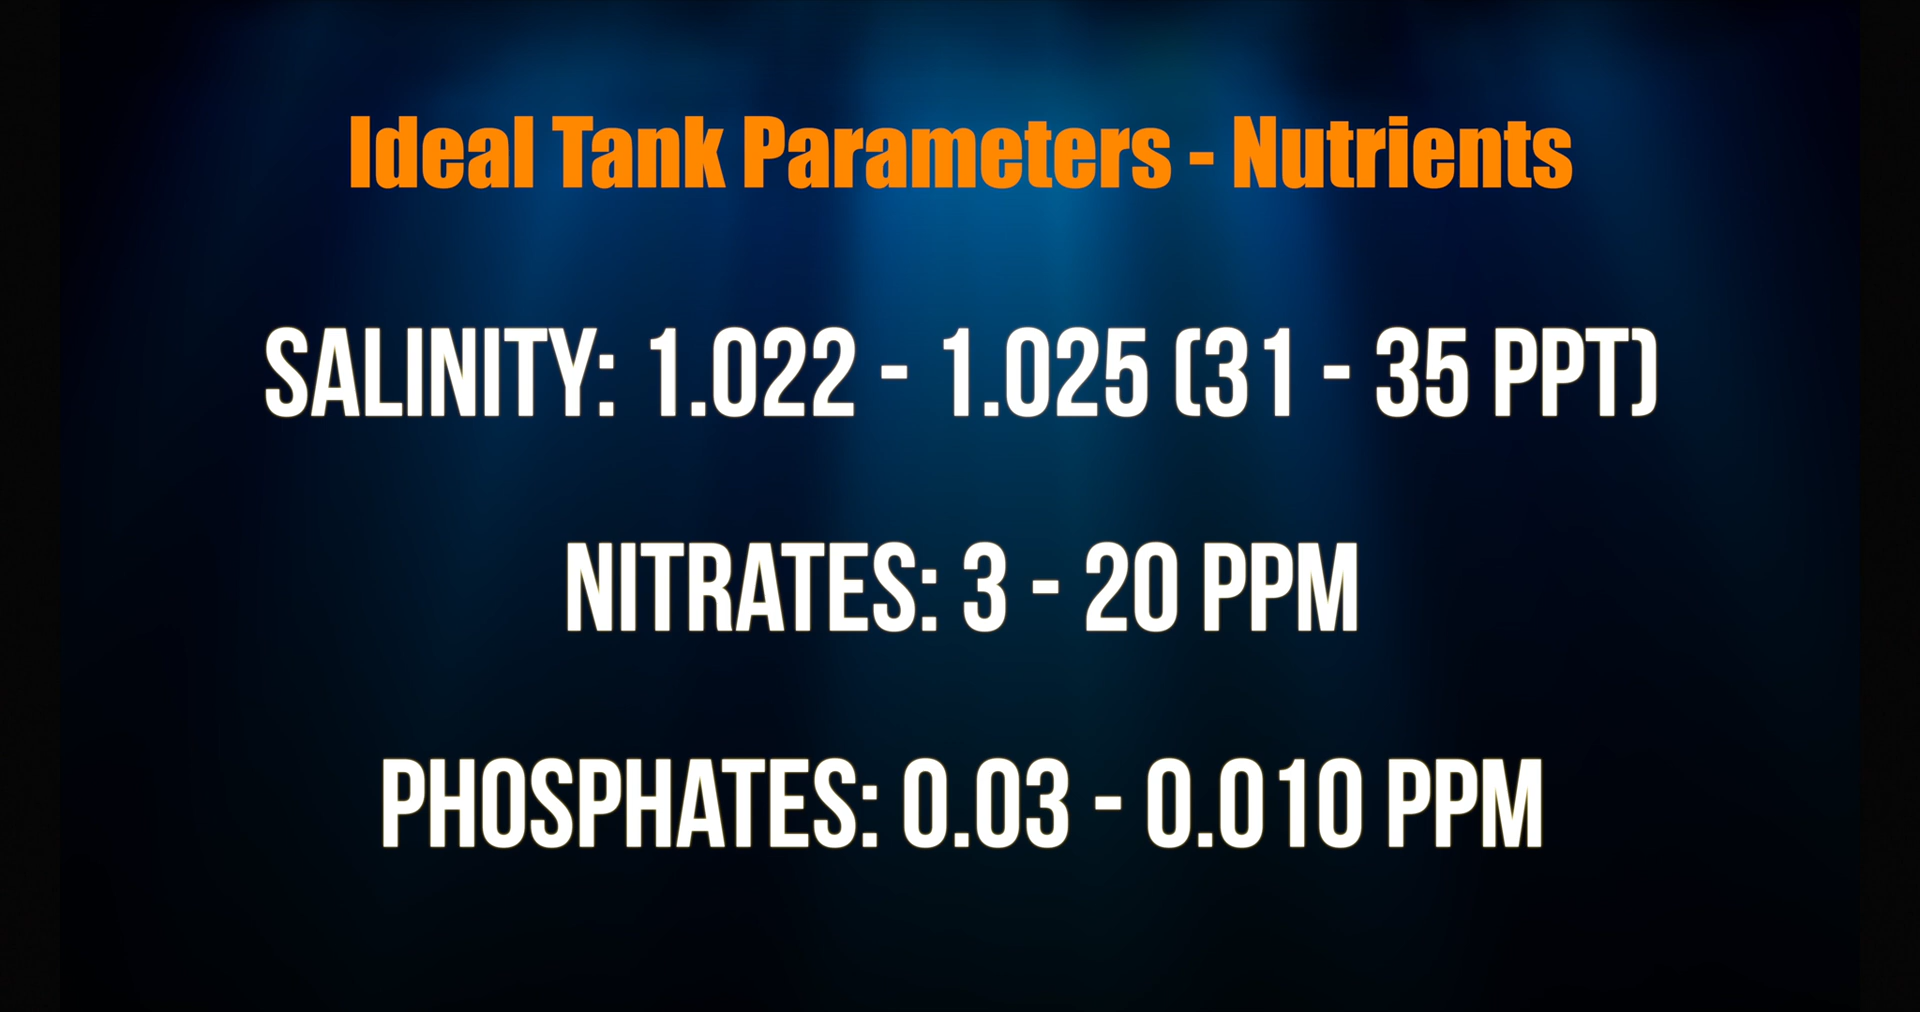 Ideal Tank Parameters - Nutrients
SALINITY: 1.022 - 1.025 (31 - 35 PPT)
NITRATES: 3 - 20 PPM
PHOSPHATES: 0.03 - 0.010 PPM